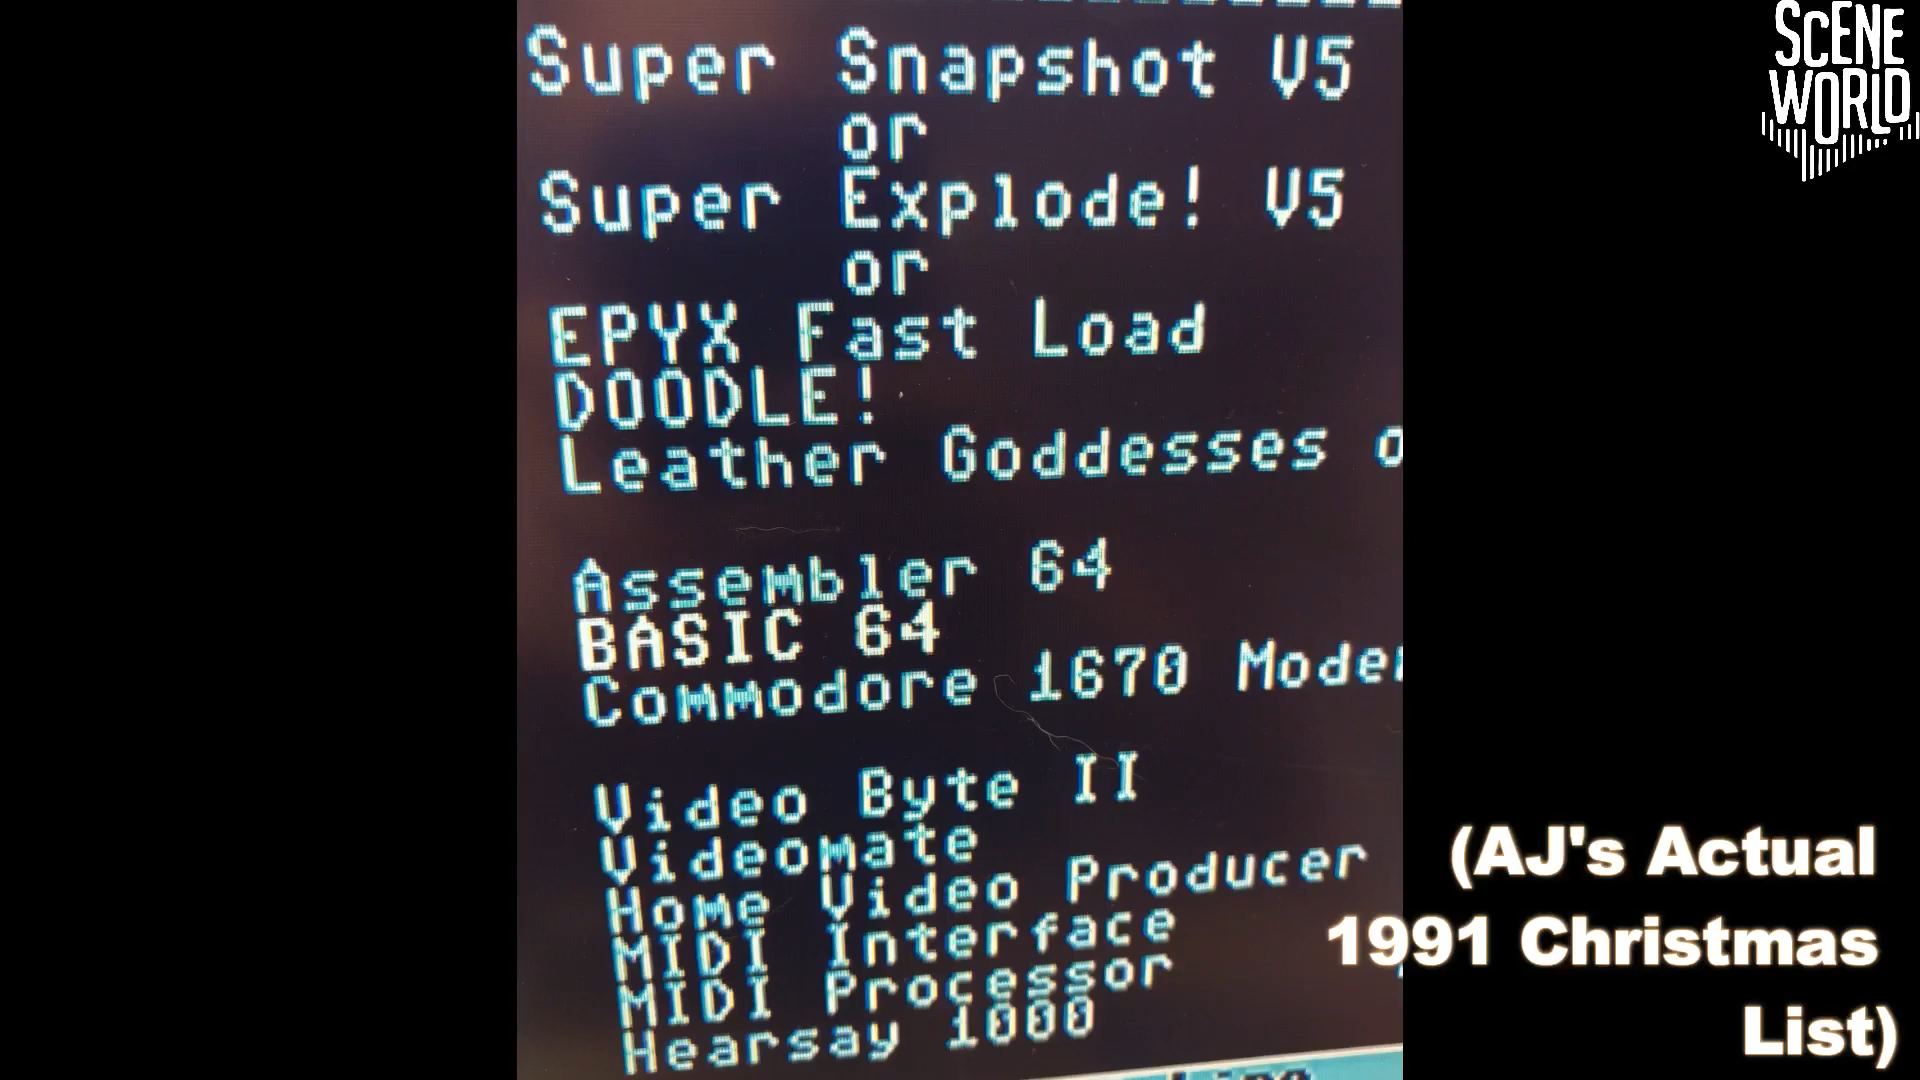 Super Snapshot V5
or
Super Explode! V5
or
EPYX Fast Load
DOODLE!
Leather Goddesses o
Assembler 64
BASIC 64
Commodore 1670 Modem
Video Byte II
Videomate
Home Video Producer
MIDI Interface
MIDI Processor
Hearsay 1000
SCENE
WORLD
(AJ's Actual
1991 Christmas
List)